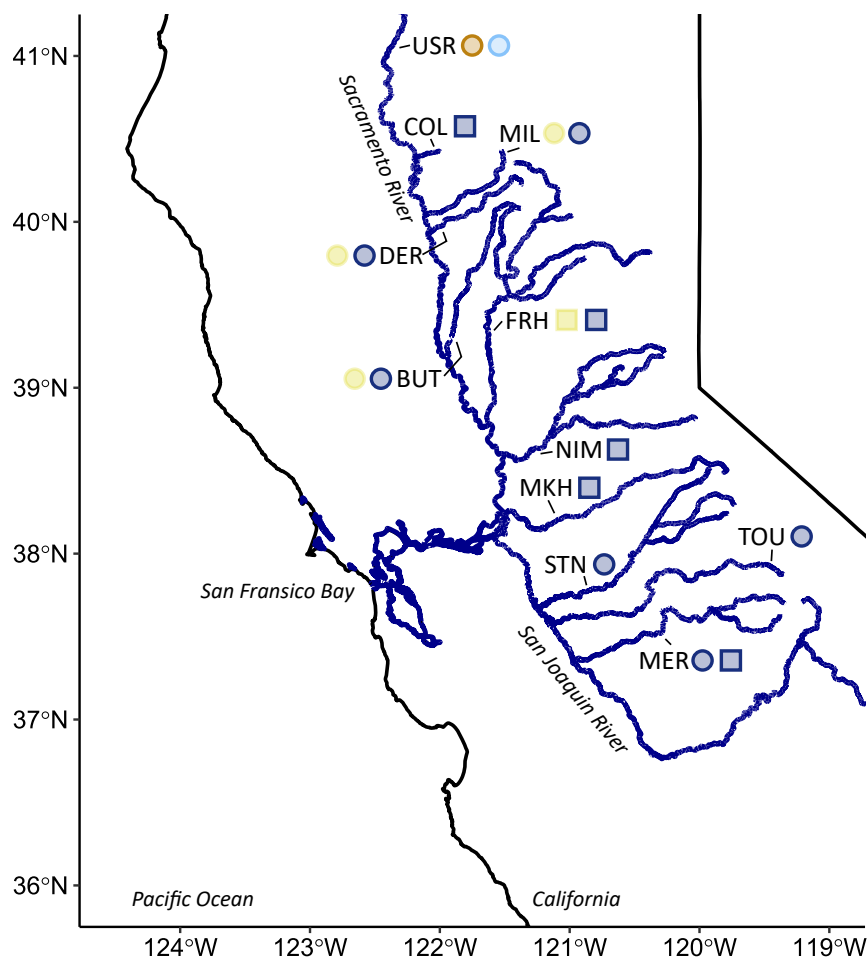 41°N
USR
COL
MIL
Sacramento River
40°N
DER
FRH
39°N
BUT
NIM
MKH
38°N
TOU
STN
San Fransico Bay
San Joaquin River
MER
37°N
36°N
Pacific Ocean
California
124°W
123°W
122°W
121°W
120°W
119°W